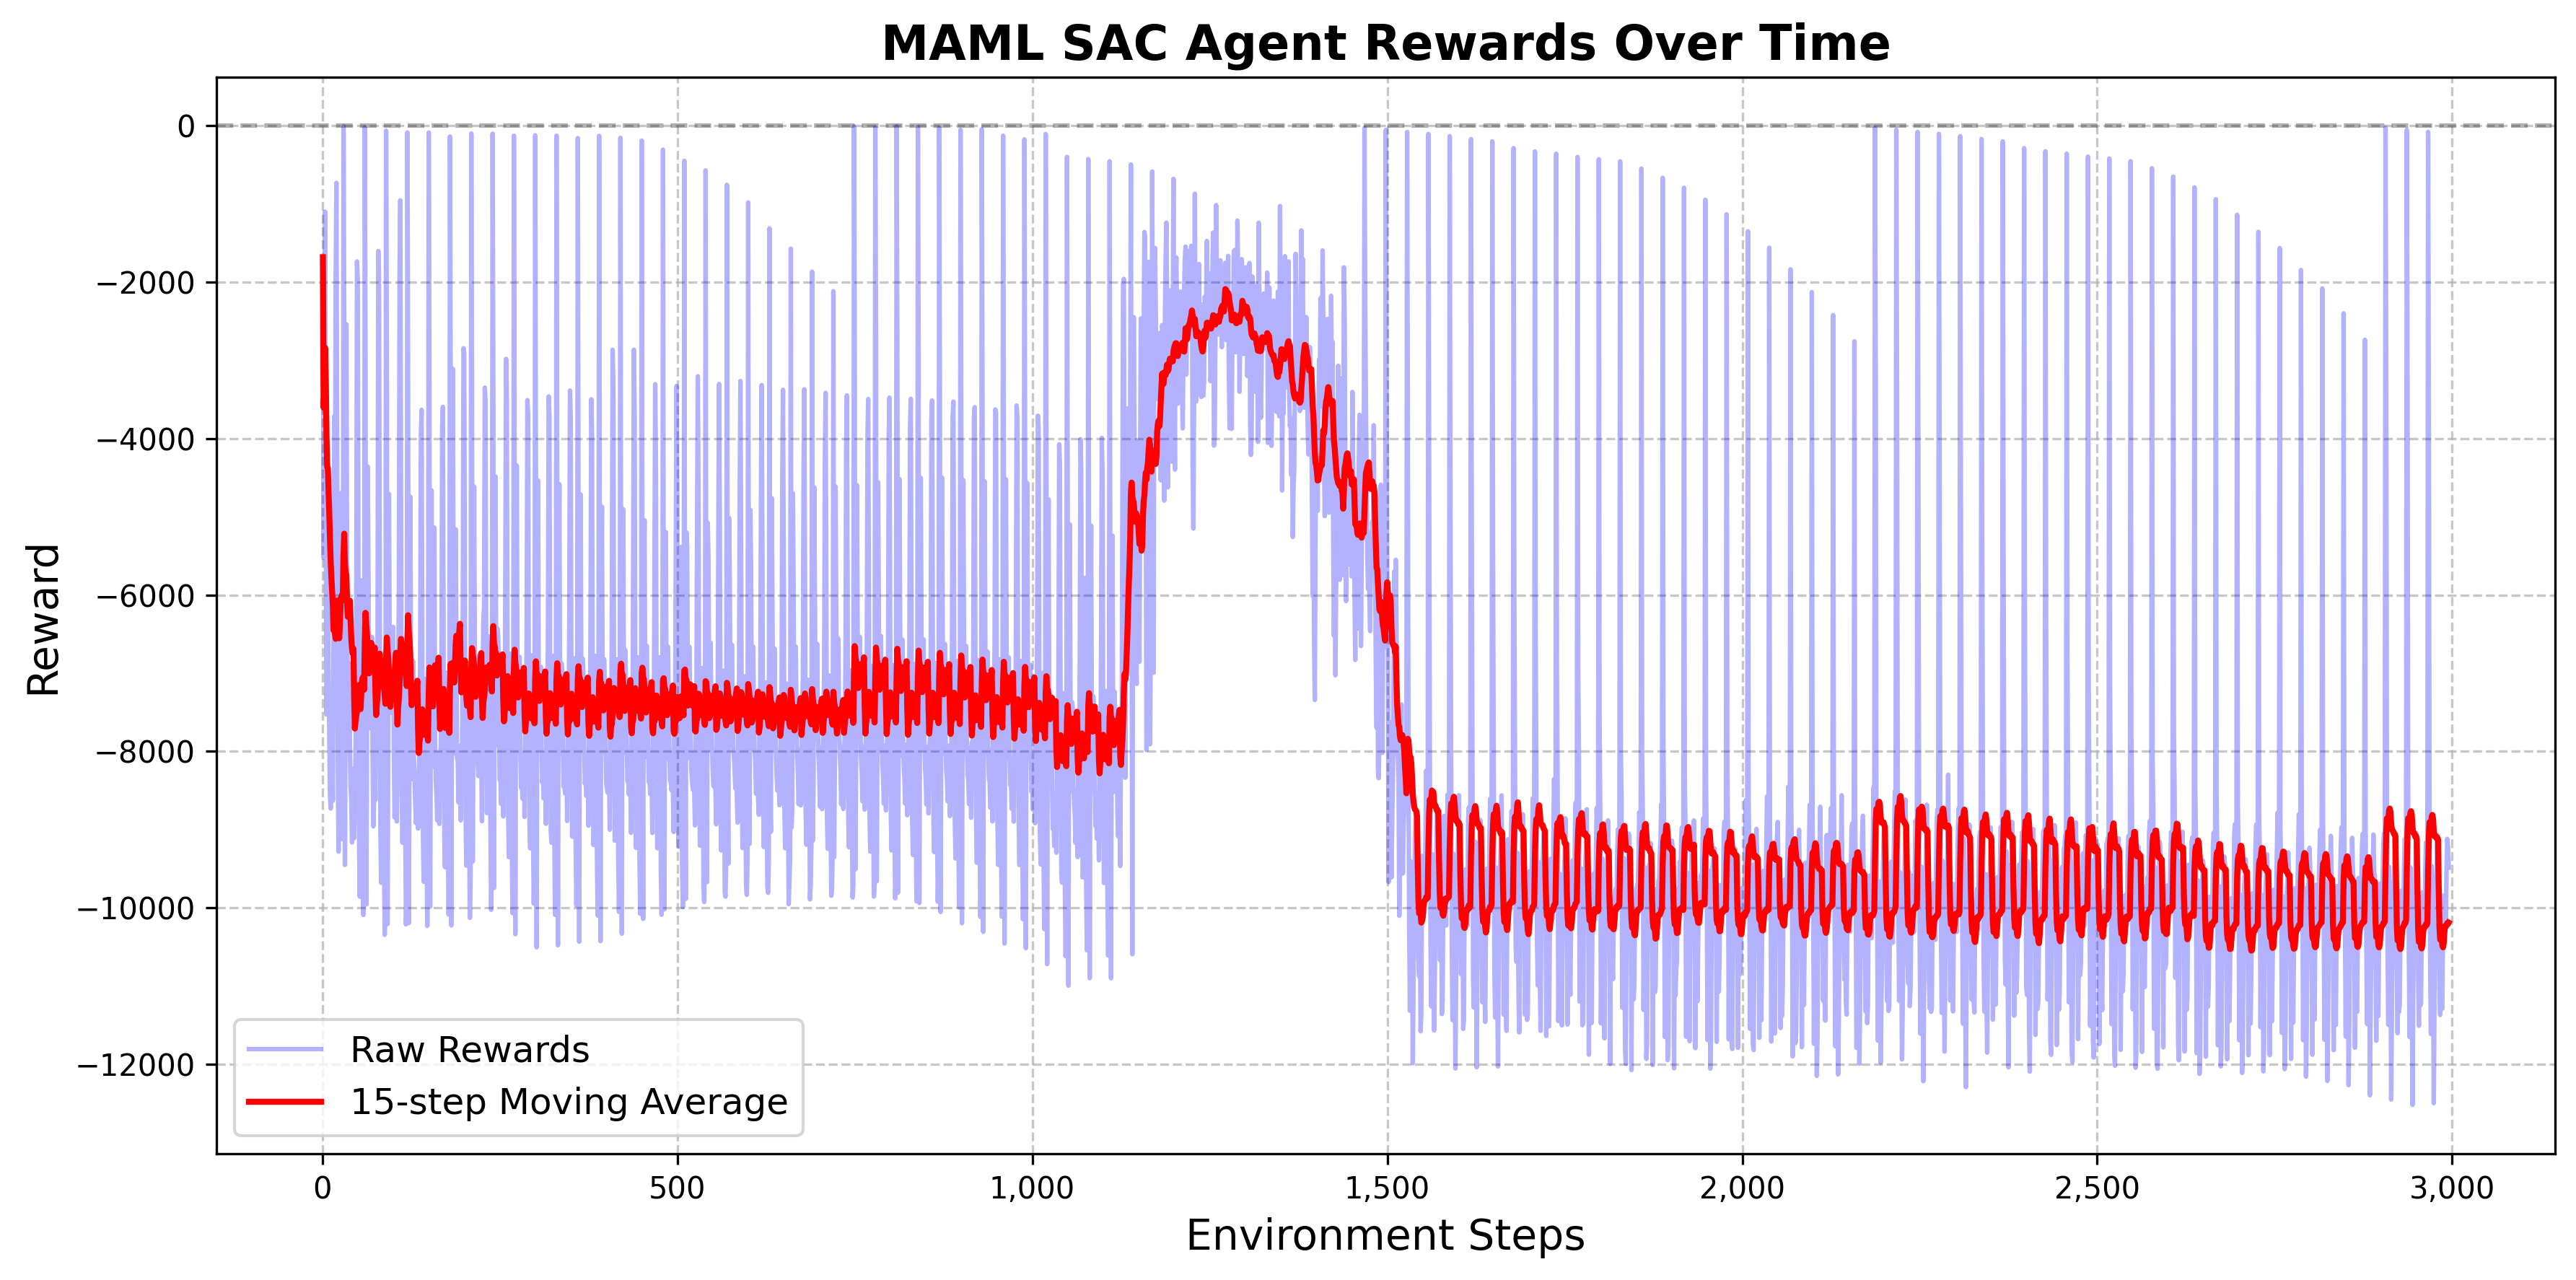 MAML SAC Agent Rewards Over Time
Reward
0
−2000
−4000
−6000
−8000
−10000
−12000
Raw Rewards
15-step Moving Average
0
500
1,000
1,500
2,000
2,500
3,000
Environment Steps